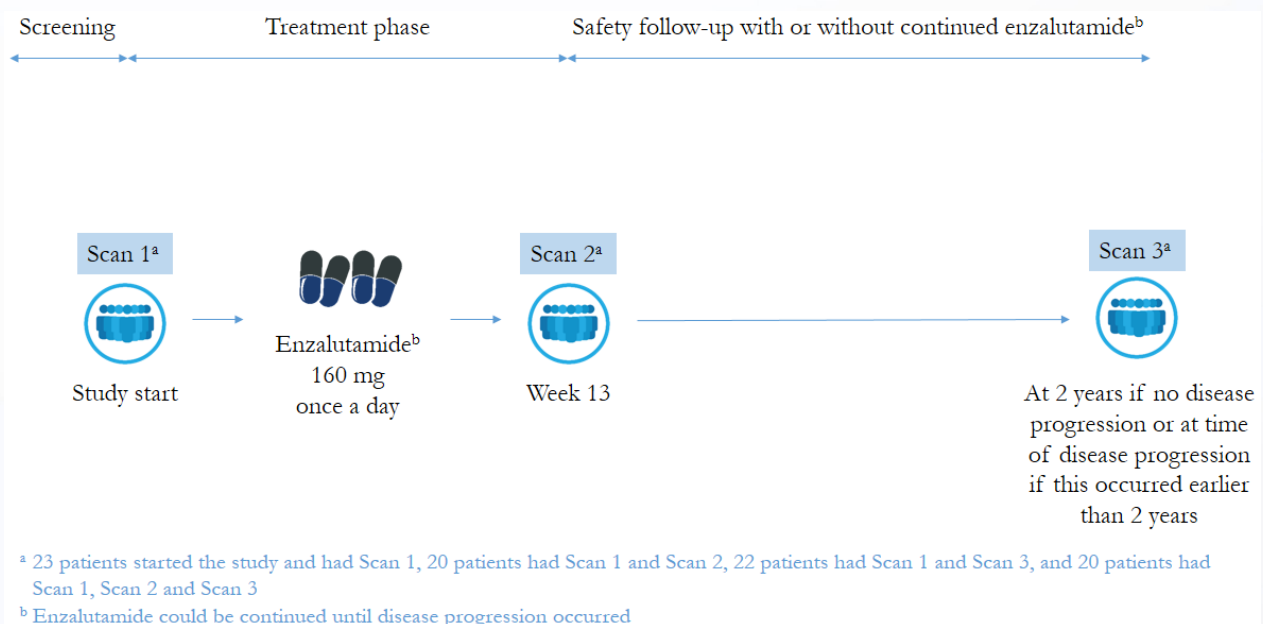 Screening
Treatment phase
Safety follow-up with or without continued enzalutamideᵇ
Scan 1ᵃ
Study start
Enzalutamideᵇ
160 mg
once a day
Scan 2ᵃ
Week 13
Scan 3ᵃ
At 2 years if no disease
progression or at time
of disease progression
if this occurred earlier
than 2 years
ᵃ 23 patients started the study and had Scan 1, 20 patients had Scan 1 and Scan 2, 22 patients had Scan 1 and Scan 3, and 20 patients had
Scan 1, Scan 2 and Scan 3
ᵇ Enzalutamide could be continued until disease progression occurred